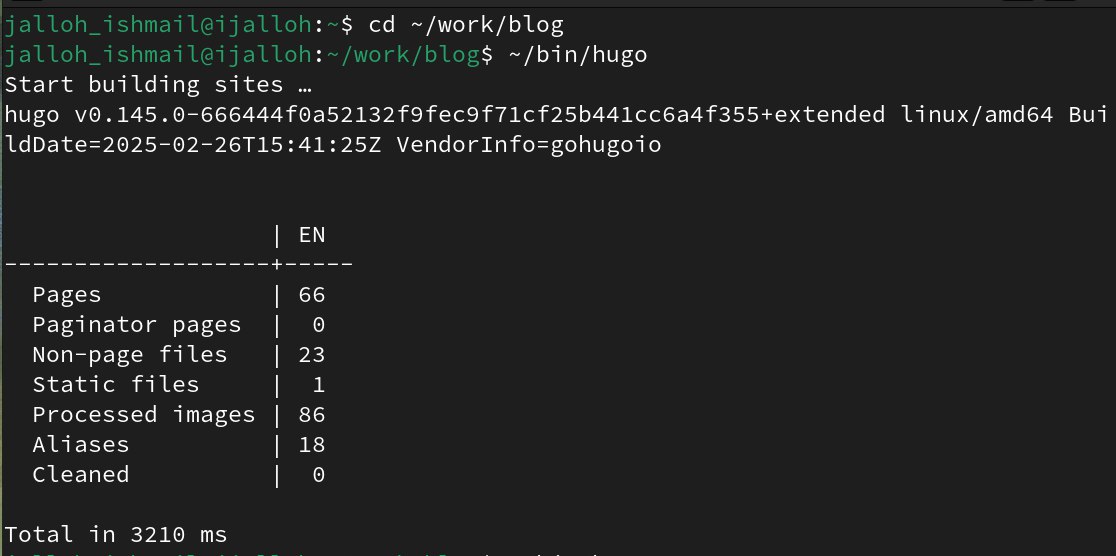 jalloh_ishmail@ijalloh:~$ cd ~/work/blog
jalloh_ishmail@ijalloh:~/work/blog$ ~/bin/hugo
Start building sites …
hugo v0.145.0-666444f0a52132f9fec9f71cf25b441cc6a4f355+extended linux/amd64 Bui
ldDate=2025-02-26T15:41:25Z VendorInfo=gohugoio
                   | EN
-------------------+-----
  Pages            | 66
  Paginator pages  |  0
  Non-page files   | 23
  Static files     |  1
  Processed images | 86
  Aliases          | 18
  Cleaned          |  0
Total in 3210 ms